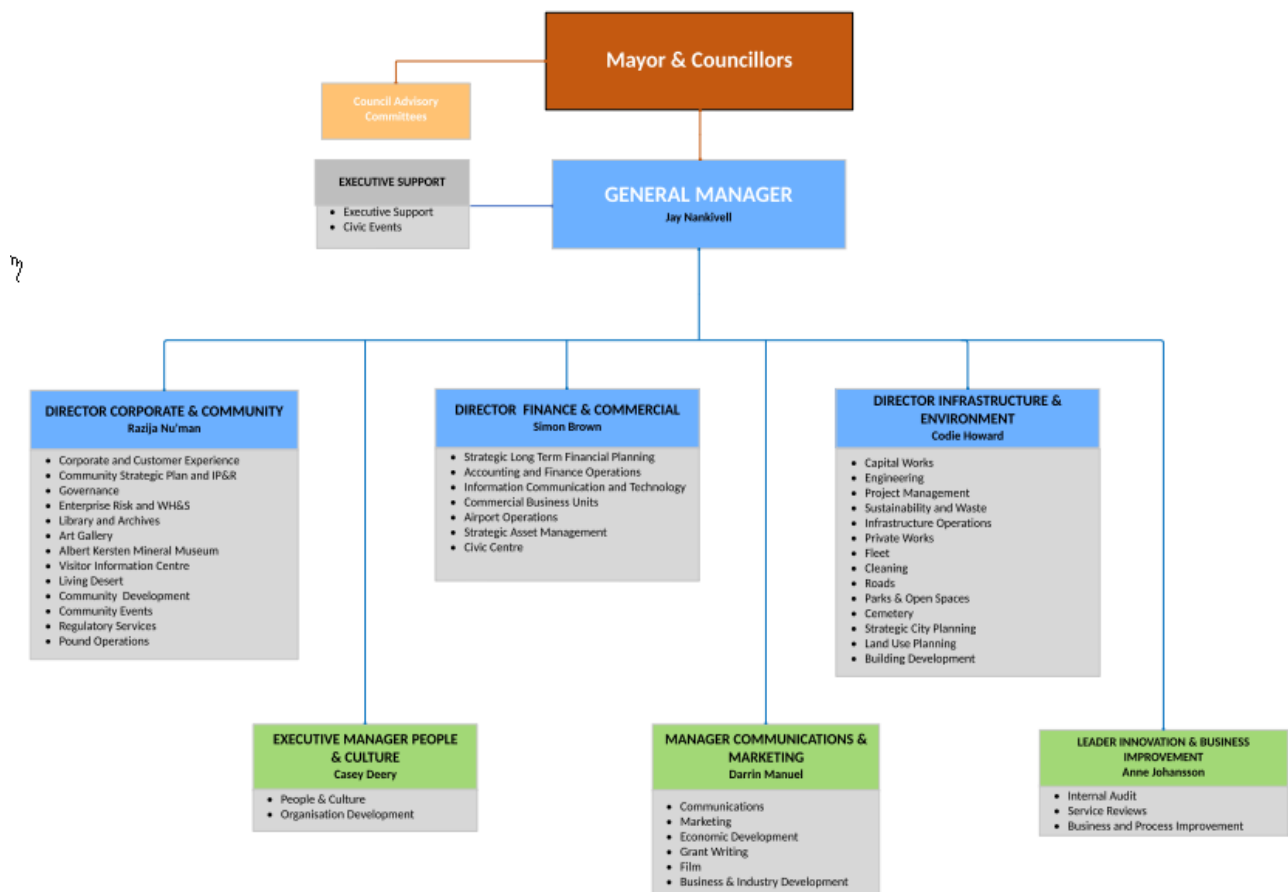 Mayor & Councillors
Council Advisory
Committees
EXECUTIVE SUPPORT
• Executive Support
• Civic Events
GENERAL MANAGER
Jay Nankivell
DIRECTOR CORPORATE & COMMUNITY
Razija Nu'man
• Corporate and Customer Experience
• Community Strategic Plan and IP&R
• Governance
• Enterprise Risk and WH&S
• Library and Archives
• Art Gallery
• Albert Kersten Mineral Museum
• Visitor Information Centre
• Living Desert
• Community Development
• Community Events
• Regulatory Services
• Pound Operations
DIRECTOR FINANCE & COMMERCIAL
Simon Brown
• Strategic Long Term Financial Planning
• Accounting and Finance Operations
• Information Communication and Technology
• Commercial Business Units
• Airport Operations
• Strategic Asset Management
• Civic Centre
DIRECTOR INFRASTRUCTURE &
ENVIRONMENT
Codie Howard
• Capital Works
• Engineering
• Project Management
• Sustainability and Waste
• Infrastructure Operations
• Private Works
• Fleet
• Cleaning
• Roads
• Parks & Open Spaces
• Cemetery
• Strategic City Planning
• Land Use Planning
• Building Development
EXECUTIVE MANAGER PEOPLE
& CULTURE
Casey Deery
• People & Culture
• Organisation Development
MANAGER COMMUNICATIONS &
MARKETING
Darrin Manuel
• Communications
• Marketing
• Economic Development
• Grant Writing
• Film
• Business & Industry Development
LEADER INNOVATION & BUSINESS
IMPROVEMENT
Anne Johansson
• Internal Audit
• Service Reviews
• Business and Process Improvement